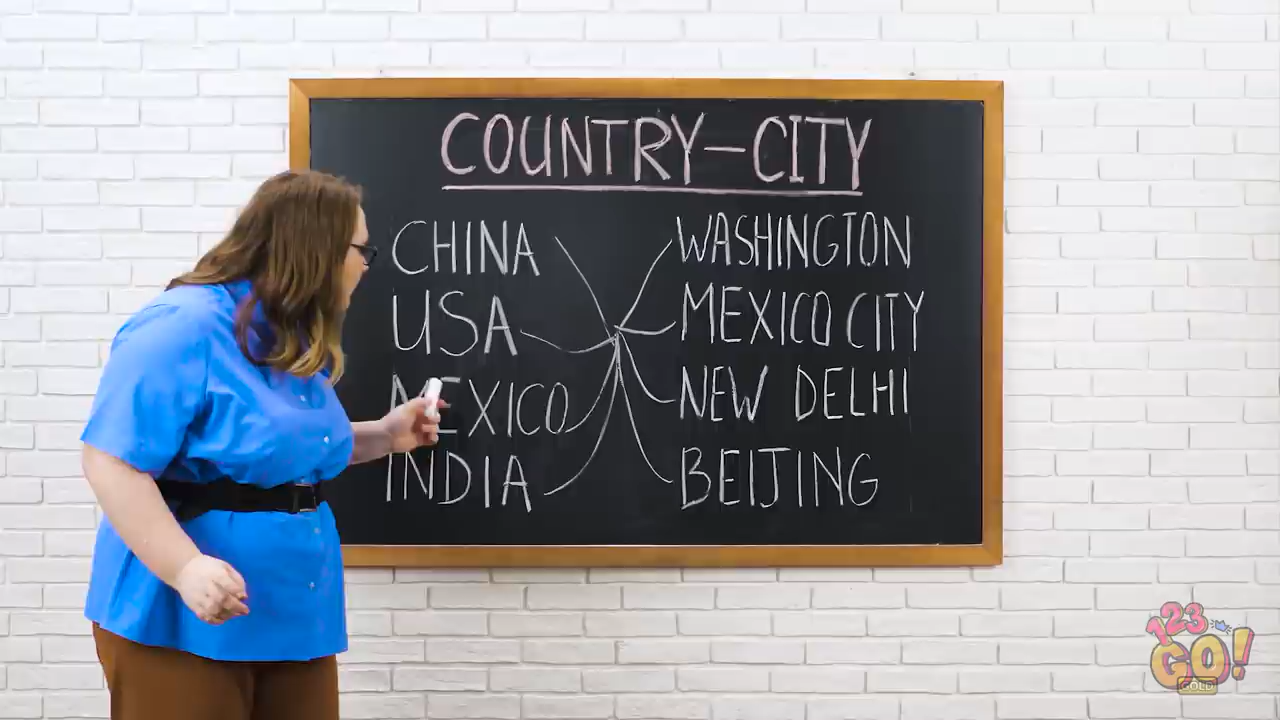 COUNTRY-CITY
CHINA WASHINGTON
USA MEXICO CITY
MEXICO NEW DELHI
INDIA BEIJING
123
GO!
GOLD